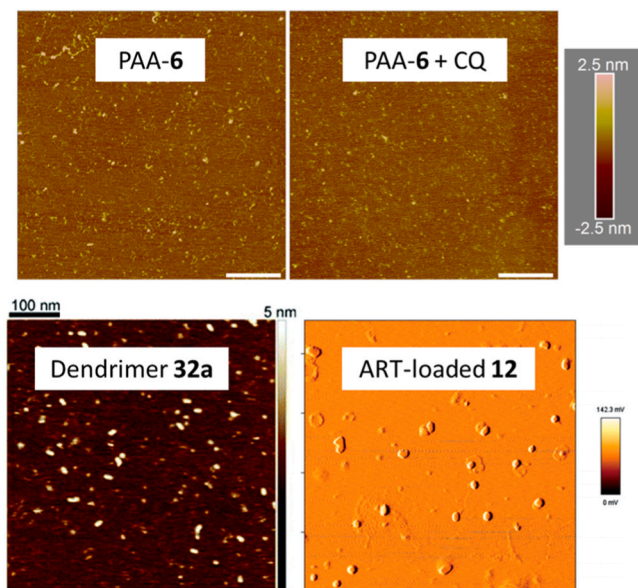 PAA-6
PAA-6 + CQ
2.5 nm
-2.5 nm
100 nm
5 nm
Dendrimer 32a
ART-loaded 12
142.3 mV
0 mV